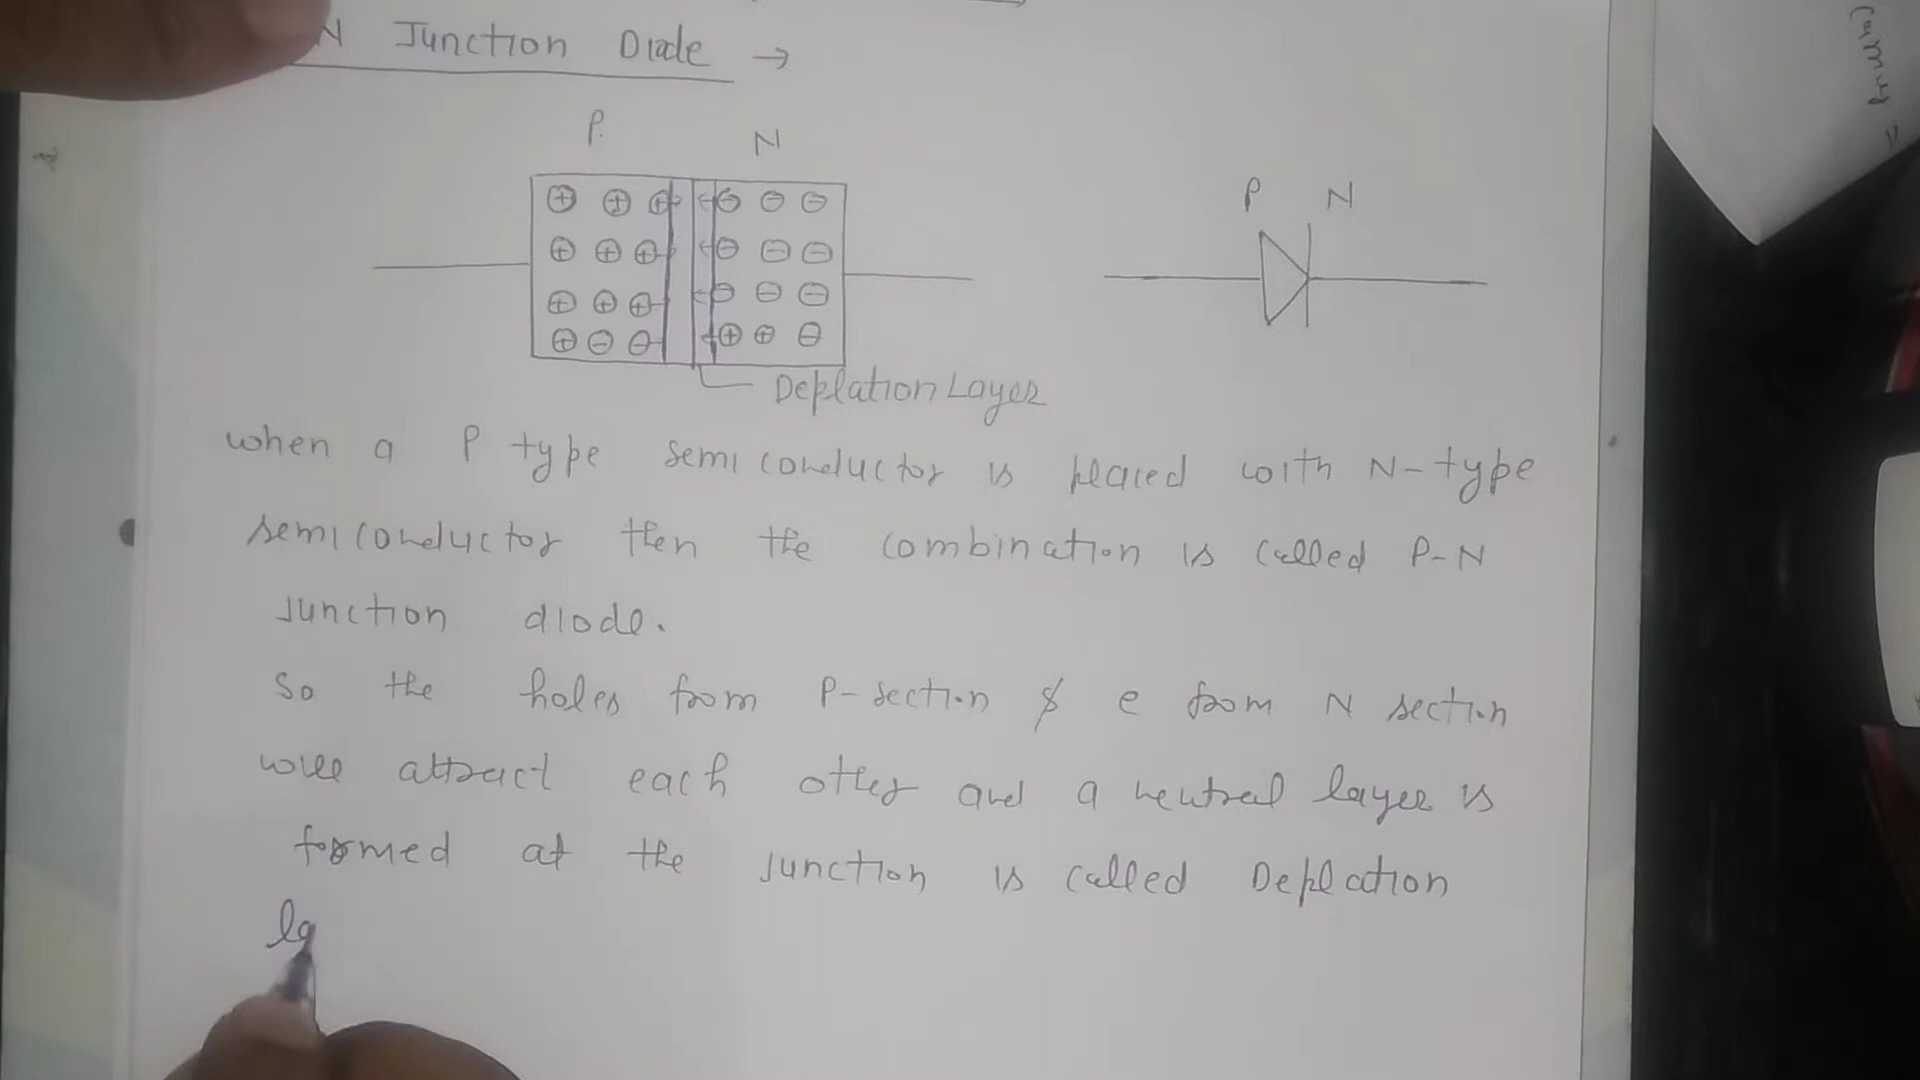 N Junction Diode →
P. N
P N
Deplation Layer
when a P type semiconductor is placed with N-type
semiconductor then the combination is called P-N
Junction diode.
So the holes from P-section & e from N section
will attract each other and a neutral layer is
formed at the junction is called Deplation
la